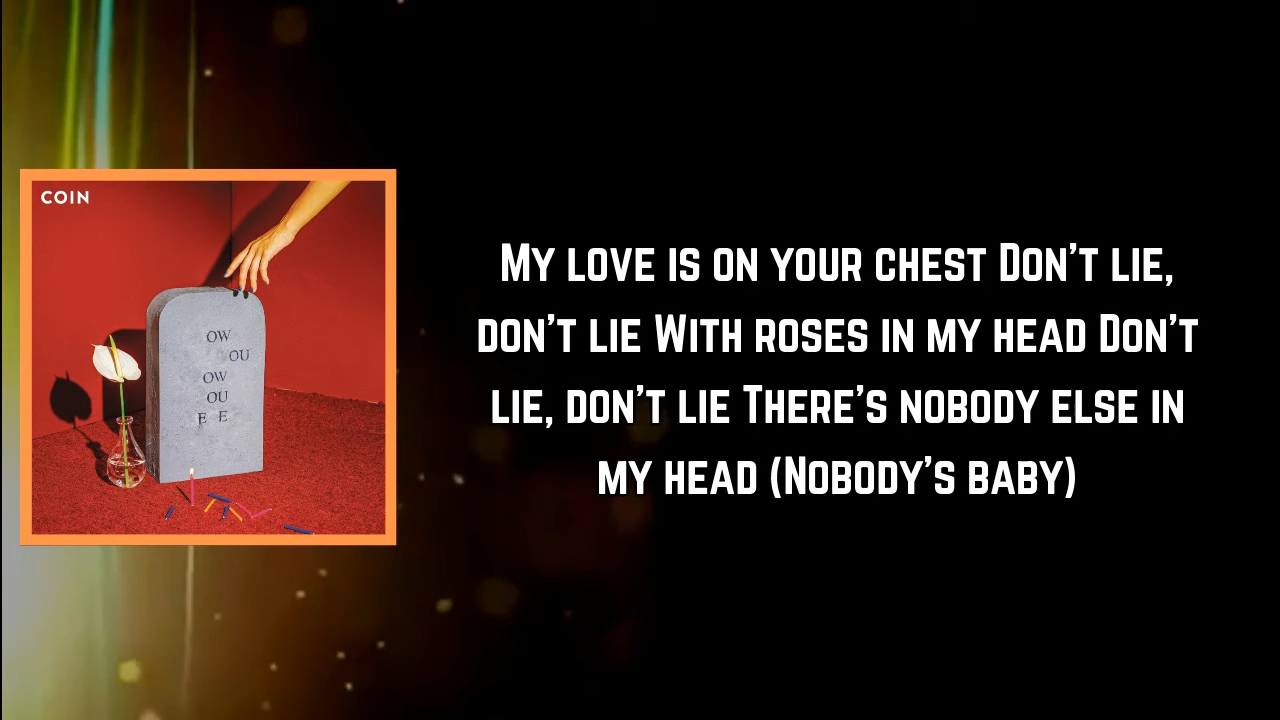 COIN
OW
OU
OW
OU
E E
My love is on your chest Don't lie,
don't lie With roses in my head Don't
lie, don't lie There's nobody else in
my head (Nobody's baby)